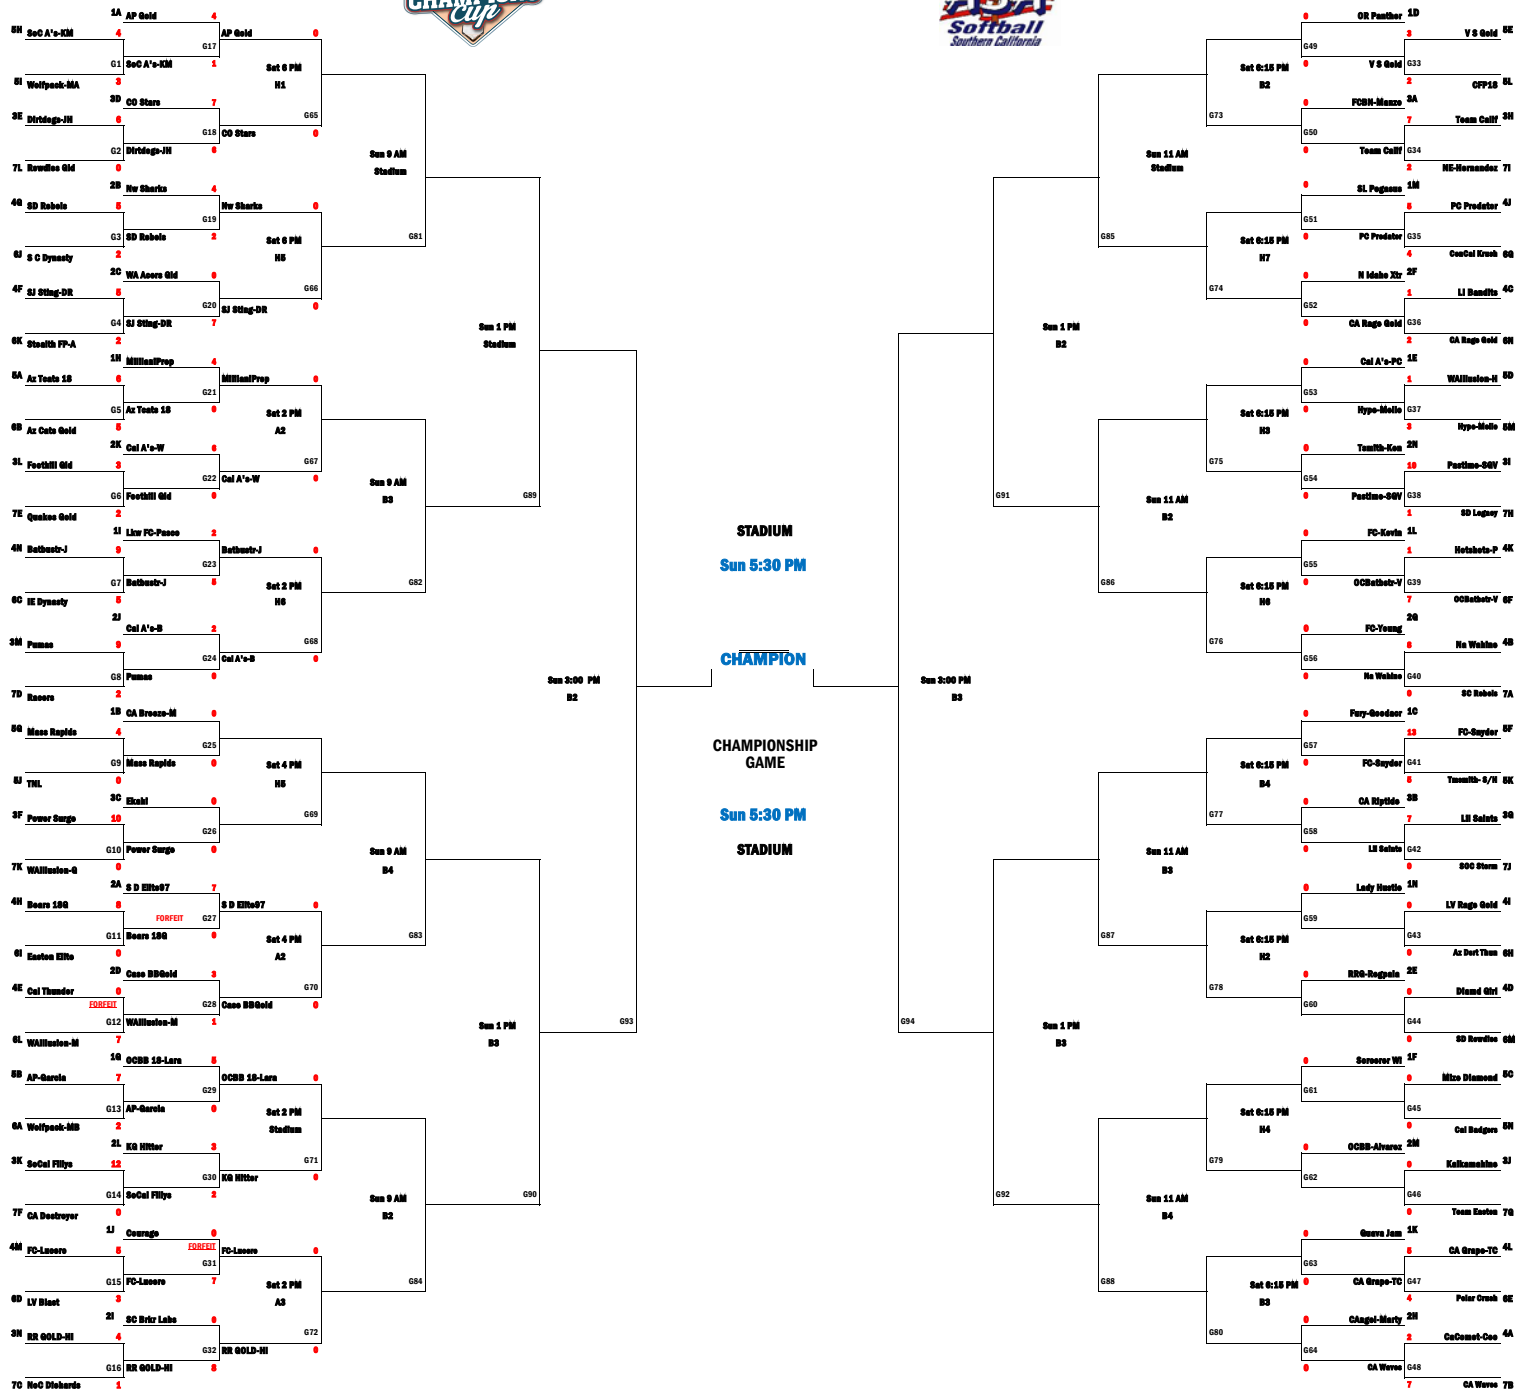 CHAMPIONS
Cup
ASA
Softball
Southern California
1A AP Gold 4
5H SoC A's-KM 4
AP Gold 0
G17
G1 SoC A's-KM 1
Sat 6 PM
5I Wolfpack-MA 3
H1
3D CO Stars 7
3E Dirtdogs-JH 6
G65
G18 CO Stars 0
G2 Dirtdogs-JH 6
7L Rowdies Gld 0
Sun 9 AM
Stadium
2B Nw Sharks 4
4G SD Rebels 5
Nw Sharks 0
G19
G3 SD Rebels 2
G81
Sat 6 PM
6J S C Dynasty 2
H5
2C WA Acers Gld 6
4F SJ Sting-DR 5
G66
G20 SJ Sting-DR 0
G4 SJ Sting-DR 7
6K Stealth FP-A 2
Sun 1 PM
Stadium
1H MillianiProp 4
5A Az Toats 18 6
MillianiProp 0
G21
G5 Az Toats 18 0
Sat 2 PM
6B Az Cats Gold 5
A2
2K Cal A's-W 6
3L Foothill Gld 3
G67
G22 Cal A's-W 0
G6 Foothill Gld 0
7E Quakes Gold 2
Sun 9 AM
B3
G89
1I Lkw FC-Pasco 2
4N Batbustr-J 9
Batbustr-J 0
G23
G7 Batbustr-J 5
G82
Sat 2 PM
6C IE Dynasty 5
H6
2J
Cal A's-B 2
3M Pumas 9
G68
G24 Cal A's-B 0
G8 Pumas 0
7D Racers 2
Sun 3:00 PM
B2
1B CA Breeze-M 6
5G Mass Rapids 4
G25
G9 Mass Rapids 0
Sat 4 PM
5J TNL 0
H5
3C Ekahi 0
3F Power Surge 10
G69
G26
G10 Power Surge 0
7K WAIllusion-G 0
Sun 9 AM
B4
2A S D Elite97 7
4H Bears 18G 8
S D Elite97 0
FORFEIT G27
G11 Bears 18G 0
G83
Sat 4 PM
6I Easton Elite 0
A2
2D Case BBGold 3
4E Cal Thunder 0
G70
FORFEIT
G28 Case BBGold 0
G12 WAIllusion-M 1
6L WAIllusion-M 7
G93
Sun 1 PM
B3
1G OCBB 18-Lara 5
5B AP-Garcia 7
OCBB 18-Lara 0
G29
G13 AP-Garcia 0
Sat 2 PM
6A Wolfpack-MB 2
Stadium
2L KG Hitter 3
3K SoCal Fillys 12
G71
G30 KG Hitter 0
G14 SoCal Fillys 2
7F CA Destroyer 0
Sun 9 AM
B2
G90
1J Courage 0
4M FC-Lucero 5
FORFEIT FC-Lucero 0
G31
G15 FC-Lucero 7
G84
Sat 2 PM
6D LV Blast 3
A3
2I SC Brkr Labs 6
3N RR GOLD-HI 4
G72
G32 RR GOLD-HI 0
G16 RR GOLD-HI 8
7C NoC Diehards 1
STADIUM
Sun 5:30 PM
CHAMPION
CHAMPIONSHIP
GAME
Sun 5:30 PM
STADIUM
0 OR Panther 1D
3 V S Gold 5E
G49
0 V S Gold G33
Sat 6:15 PM
B2
2 CFP18 5L
0 FCBN-Manzo 3A
7 Team Calif 3H
G73
G50
0 Team Calif G34
2 NE-Hernandez 7I
Sun 11 AM
Stadium
0 SL Pegasus 1M
5 PC Predator 4J
G51
0 PC Predator G35
G85
Sat 6:15 PM
H7
4 ConCal Krush 6G
0 N Idaho Xtr 2F
1 LI Bandits 4C
G74
G52
0 CA Rage Gold G36
2 CA Rage Gold 6N
Sun 1 PM
B2
0 Cal A's-PC 1E
1 WAIllusion-H 5D
G53
0 Hype-Melio G37
Sat 6:15 PM
H3
3 Hype-Melio 5M
0 Tsmith-Ken 2N
10 Pastime-SGV 3I
G75
G54
0 Pastime-SGV G38
1 SD Legacy 7H
G91
Sun 11 AM
B2
0 FC-Kevin 1L
1 Hotshots-P 4K
G55
0 OCBatbstr-V G39
G86
Sat 6:15 PM
H6
7 OCBatbstr-V 6F
2G
0 FC-Young
8 Na Wahine 4B
G76
G56
0 Na Wahine G40
0 SC Rebels 7A
Sun 3:00 PM
B3
0 Fury-Goodacr 1C
13 FC-Snyder 5F
G57
0 FC-Snyder G41
Sat 6:15 PM
B4
5 Tmsmith- S/H 5K
0 CA Riptide 3B
7 LIl Saints 3G
G77
G58
0 LIl Saints G42
0 SOC Storm 7J
Sun 11 AM
B3
0 Lady Hustle 1N
0 LV Rage Gold 4I
G59
G43
G87
Sat 6:15 PM
H2
0 Az Dort Thun 6H
0 RRG-Rogpala 2E
0 Diamd Girl 4D
G78
G60
G44
0 SD Rowdies 6M
G94
Sun 1 PM
B3
0 Sorcerer WI 1F
0 Mizo Diamond 5C
G61
G45
Sat 6:15 PM
H4
0 Cal Badgers 5N
0 OCBB-Alvarez 2M
0 Kaikamahine 3J
G79
G62
G46
0 Team Easton 7G
G92
Sun 11 AM
B4
0 Guava Jam 1K
5 CA Grape-TC 4L
G63
0 CA Grape-TC G47
G88
Sat 6:15 PM
B3
4 Polar Crush 6E
0 CAngel-Marty 2H
2 CaComet-Coo 4A
G80
G64
0 CA Waves G48
7 CA Waves 7B